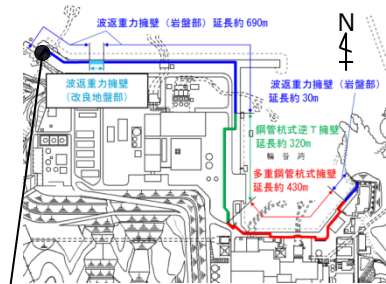 波返重力擁壁（岩盤部）延長約 690m
N
波返重力擁壁
（改良地盤部）
波返重力擁壁（岩盤部）
延長約 30m
鋼管杭式逆Ｔ擁壁
延長約 320m
輪谷湾
多重鋼管杭式擁壁
延長約 430m